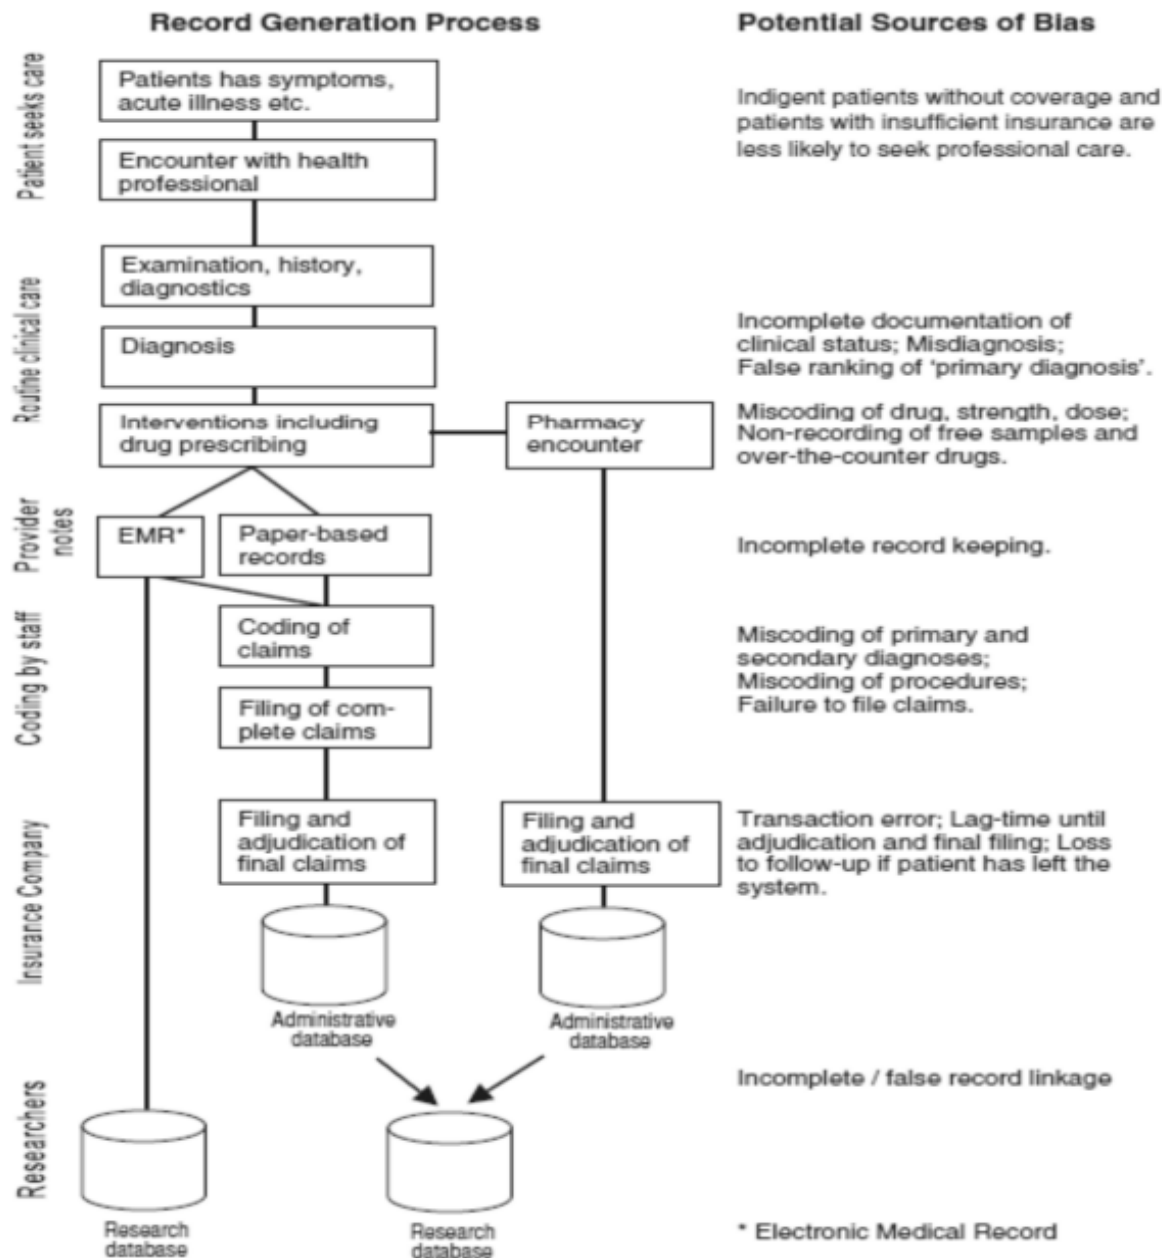 Record Generation Process
Potential Sources of Bias
Patient seeks care
Patients has symptoms,
acute illness etc.
Encounter with health
professional
Indigent patients without coverage and
patients with insufficient insurance are
less likely to seek professional care.
Routine clinical care
Examination, history,
diagnostics
Diagnosis
Incomplete documentation of
clinical status; Misdiagnosis;
False ranking of ‘primary diagnosis’.
Interventions including
drug prescribing
Pharmacy
encounter
Miscoding of drug, strength, dose;
Non-recording of free samples and
over-the-counter drugs.
Provider
notes
EMR*
Paper-based
records
Incomplete record keeping.
Coding by staff
Coding of
claims
Filing of com-
plete claims
Miscoding of primary and
secondary diagnoses;
Miscoding of procedures;
Failure to file claims.
Insurance Company
Filing and
adjudication of
final claims
Filing and
adjudication of
final claims
Transaction error; Lag-time until
adjudication and final filing; Loss
to follow-up if patient has left the
system.
Administrative
database
Administrative
database
Researchers
Incomplete / false record linkage
Research
database
Research
database
* Electronic Medical Record